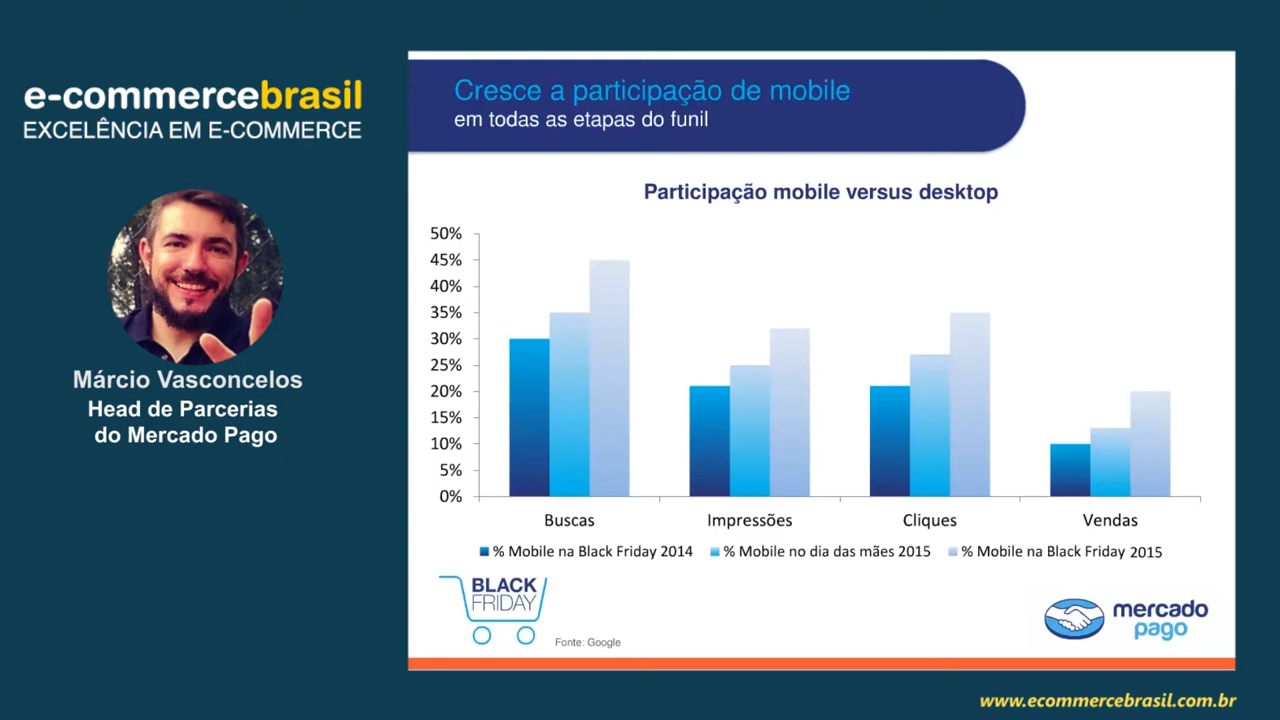 e-commercebrasil
EXCELÊNCIA EM E-COMMERCE
Márcio Vasconcelos
Head de Parcerias
do Mercado Pago
Cresce a participação de mobile
em todas as etapas do funil
Participação mobile versus desktop
50%
45%
40%
35%
30%
25%
20%
15%
10%
5%
0%
Buscas Impressões Cliques Vendas
% Mobile na Black Friday 2014 % Mobile no dia das mães 2015 % Mobile na Black Friday 2015
BLACK
FRIDAY
Fonte: Google
mercado
pago
www.ecommercebrasil.com.br